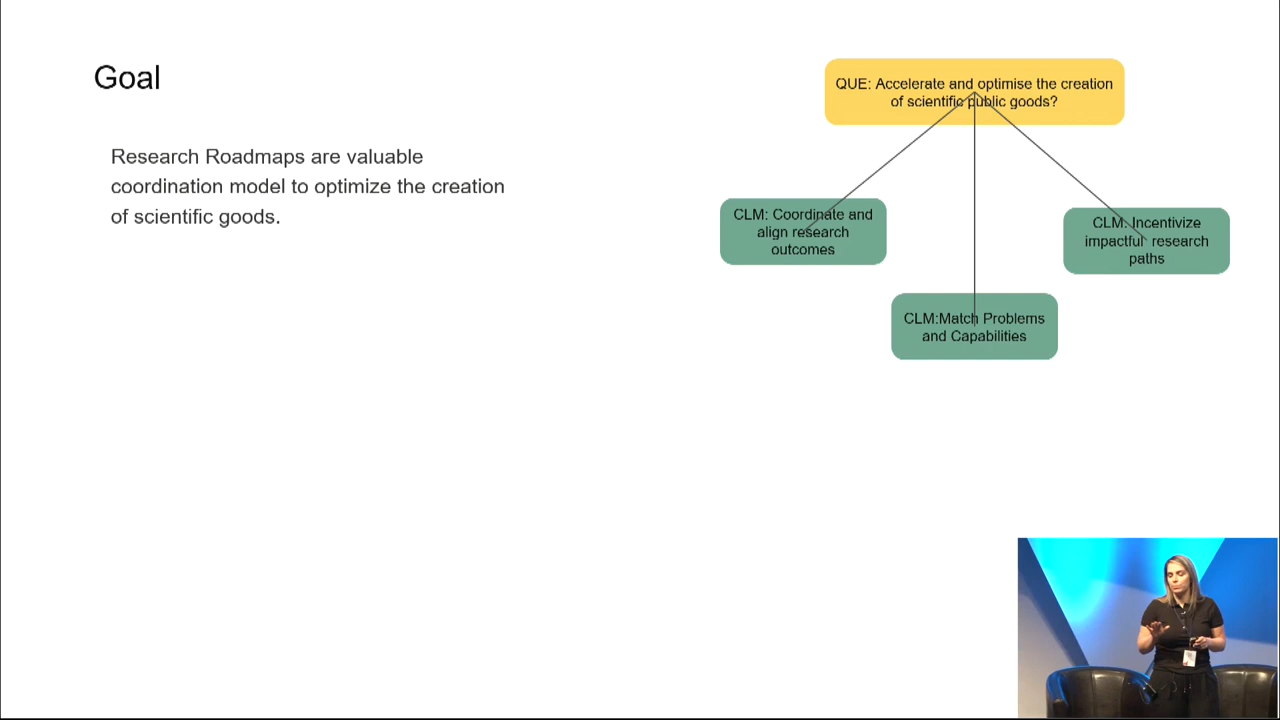 Goal
Research Roadmaps are valuable
coordination model to optimize the creation
of scientific goods.
QUE: Accelerate and optimise the creation
of scientific public goods?
CLM: Coordinate and
align research
outcomes
CLM: Incentivize
impactful research
paths
CLM:Match Problems
and Capabilities